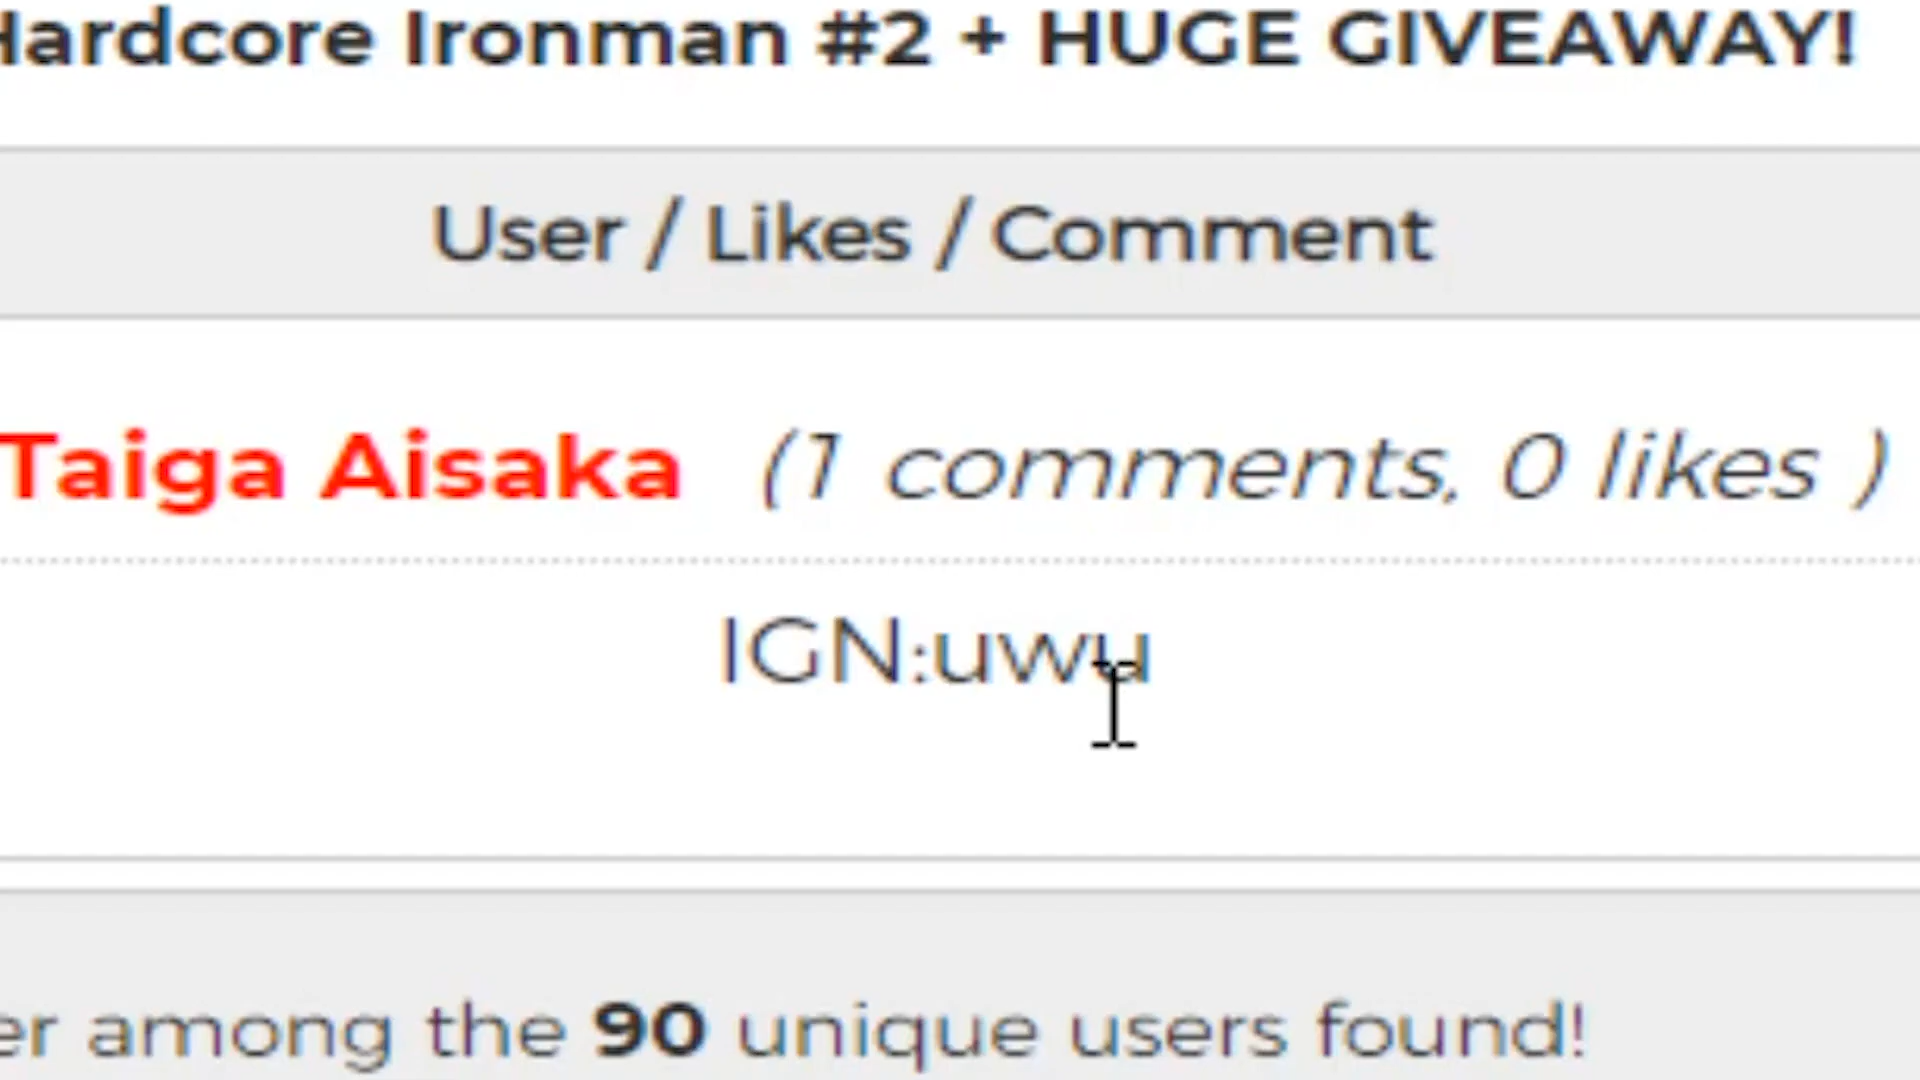 Hardcore Ironman #2 + HUGE GIVEAWAY!
User / Likes / Comment
Taiga Aisaka (1 comments, 0 likes )
IGN:uwu
among the 90 unique users found!